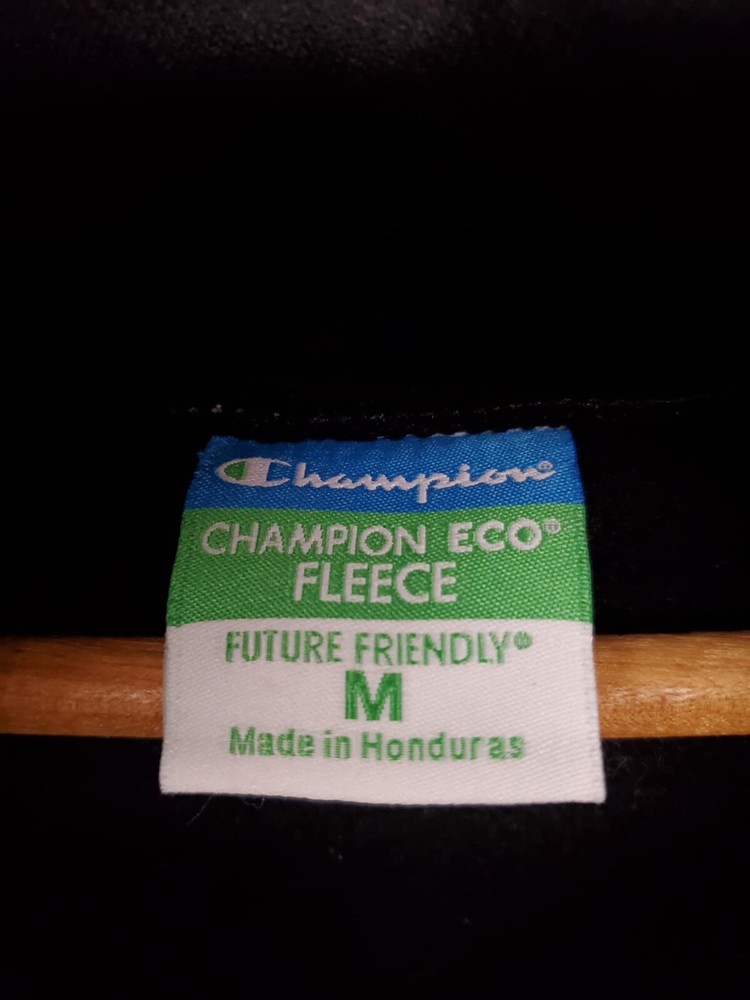 Champion®
CHAMPION ECO®
FLEECE
FUTURE FRIENDLY®
M
Made in Honduras